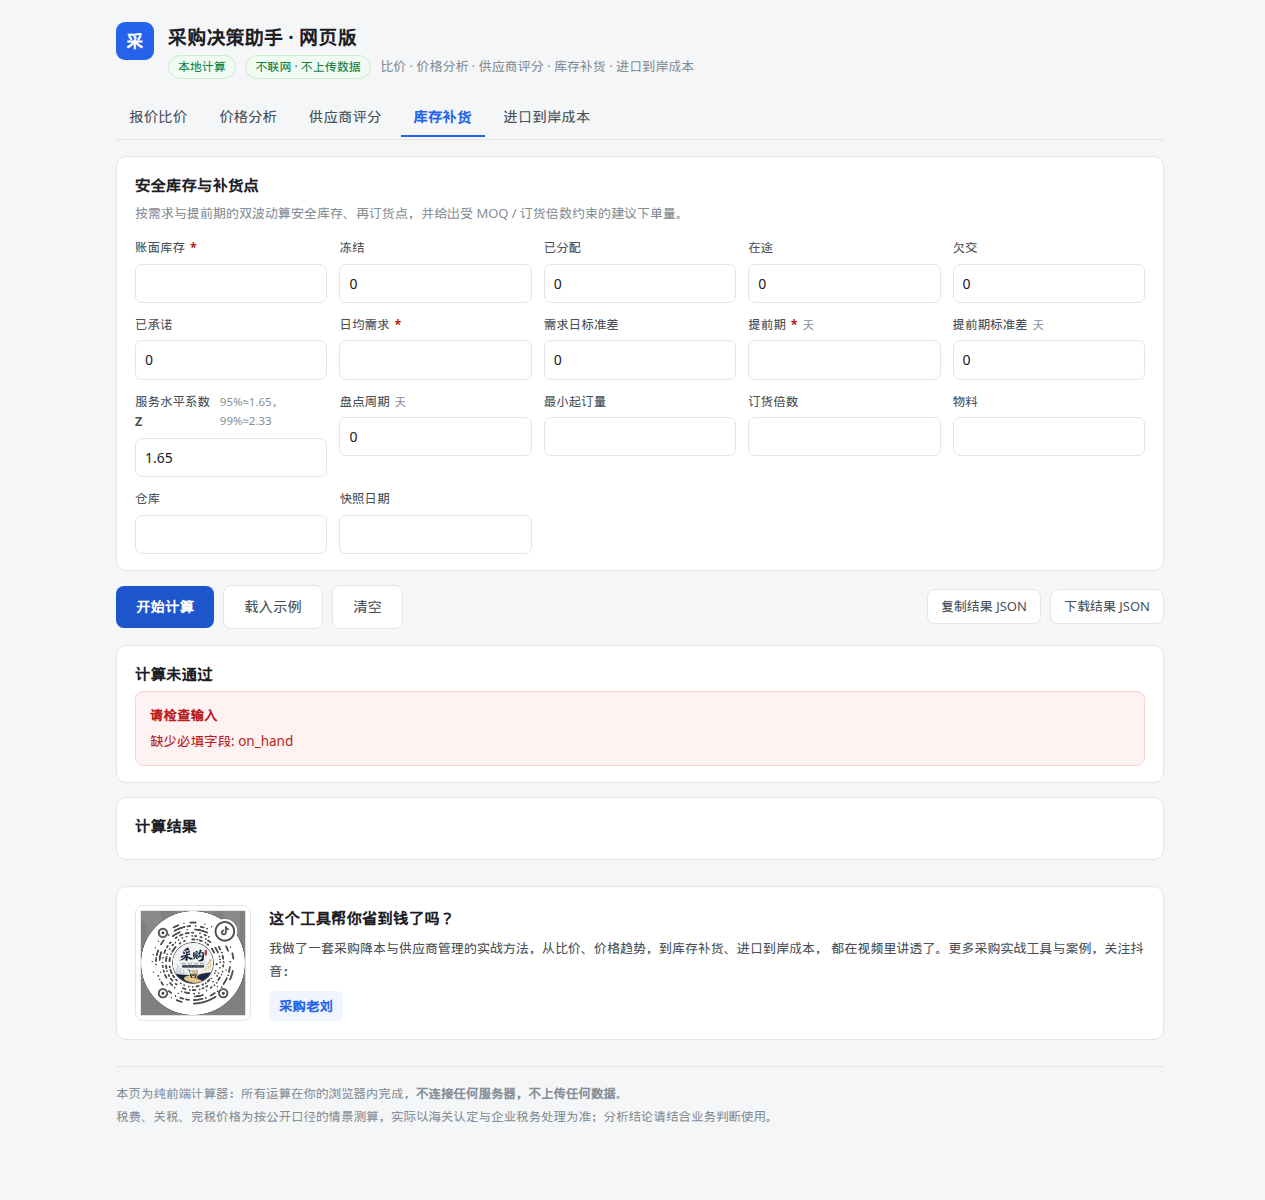 采
采购决策助手 · 网页版
本地计算 不联网 · 不上传数据 比价 · 价格分析 · 供应商评分 · 库存补货 · 进口到岸成本
报价比价 价格分析 供应商评分 库存补货 进口到岸成本
安全库存与补货点
按需求与提前期的双波动算安全库存、再订货点，并给出受 MOQ / 订货倍数约束的建议下单量。
账面库存 * 冻结 已分配 在途 欠交
0 0 0 0
已承诺 日均需求 * 需求日标准差 提前期 * 天 提前期标准差 天
0 0 0
服务水平系数 Z 95%≈1.65, 99%≈2.33 盘点周期 天 最小起订量 订货倍数 物料
1.65 0
仓库 快照日期
开始计算 载入示例 清空 复制结果 JSON 下载结果 JSON
计算未通过
请检查输入
缺少必填字段: on_hand
计算结果
采购
这个工具帮你省到钱了吗？
我做了一套采购降本与供应商管理的实战方法，从比价、价格趋势，到库存补货、进口到岸成本， 都在视频里讲透了。更多采购实战工具与案例，关注抖
音：
采购老刘
本页为纯前端计算器：所有运算在你的浏览器内完成，不连接任何服务器，不上传任何数据。
税费、关税、完税价格为按公开口径的情景测算，实际以海关认定与企业税务处理为准；分析结论请结合业务判断使用。